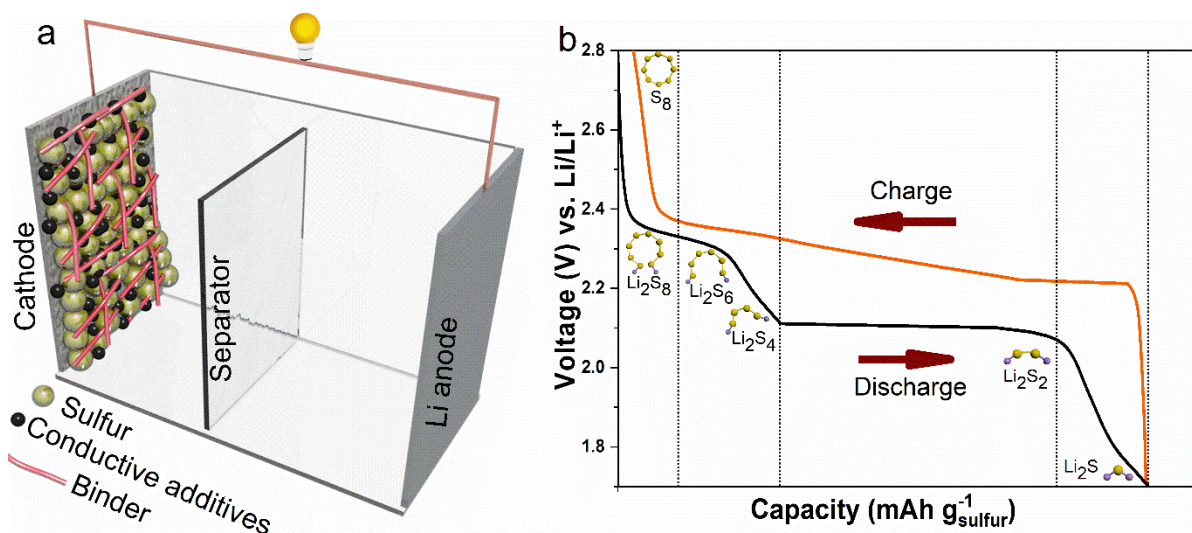 a
Cathode
Separator
Li anode
Sulfur
Conductive additives
Binder
b
2.8
2.6
2.4
2.2
2.0
1.8
Voltage (V) vs. Li/Li⁺
S₈
Charge
Li₂S₈
Li₂S₆
Li₂S₄
Discharge
Li₂S₂
Li₂S
Capacity (mAh g⁻¹sulfur)